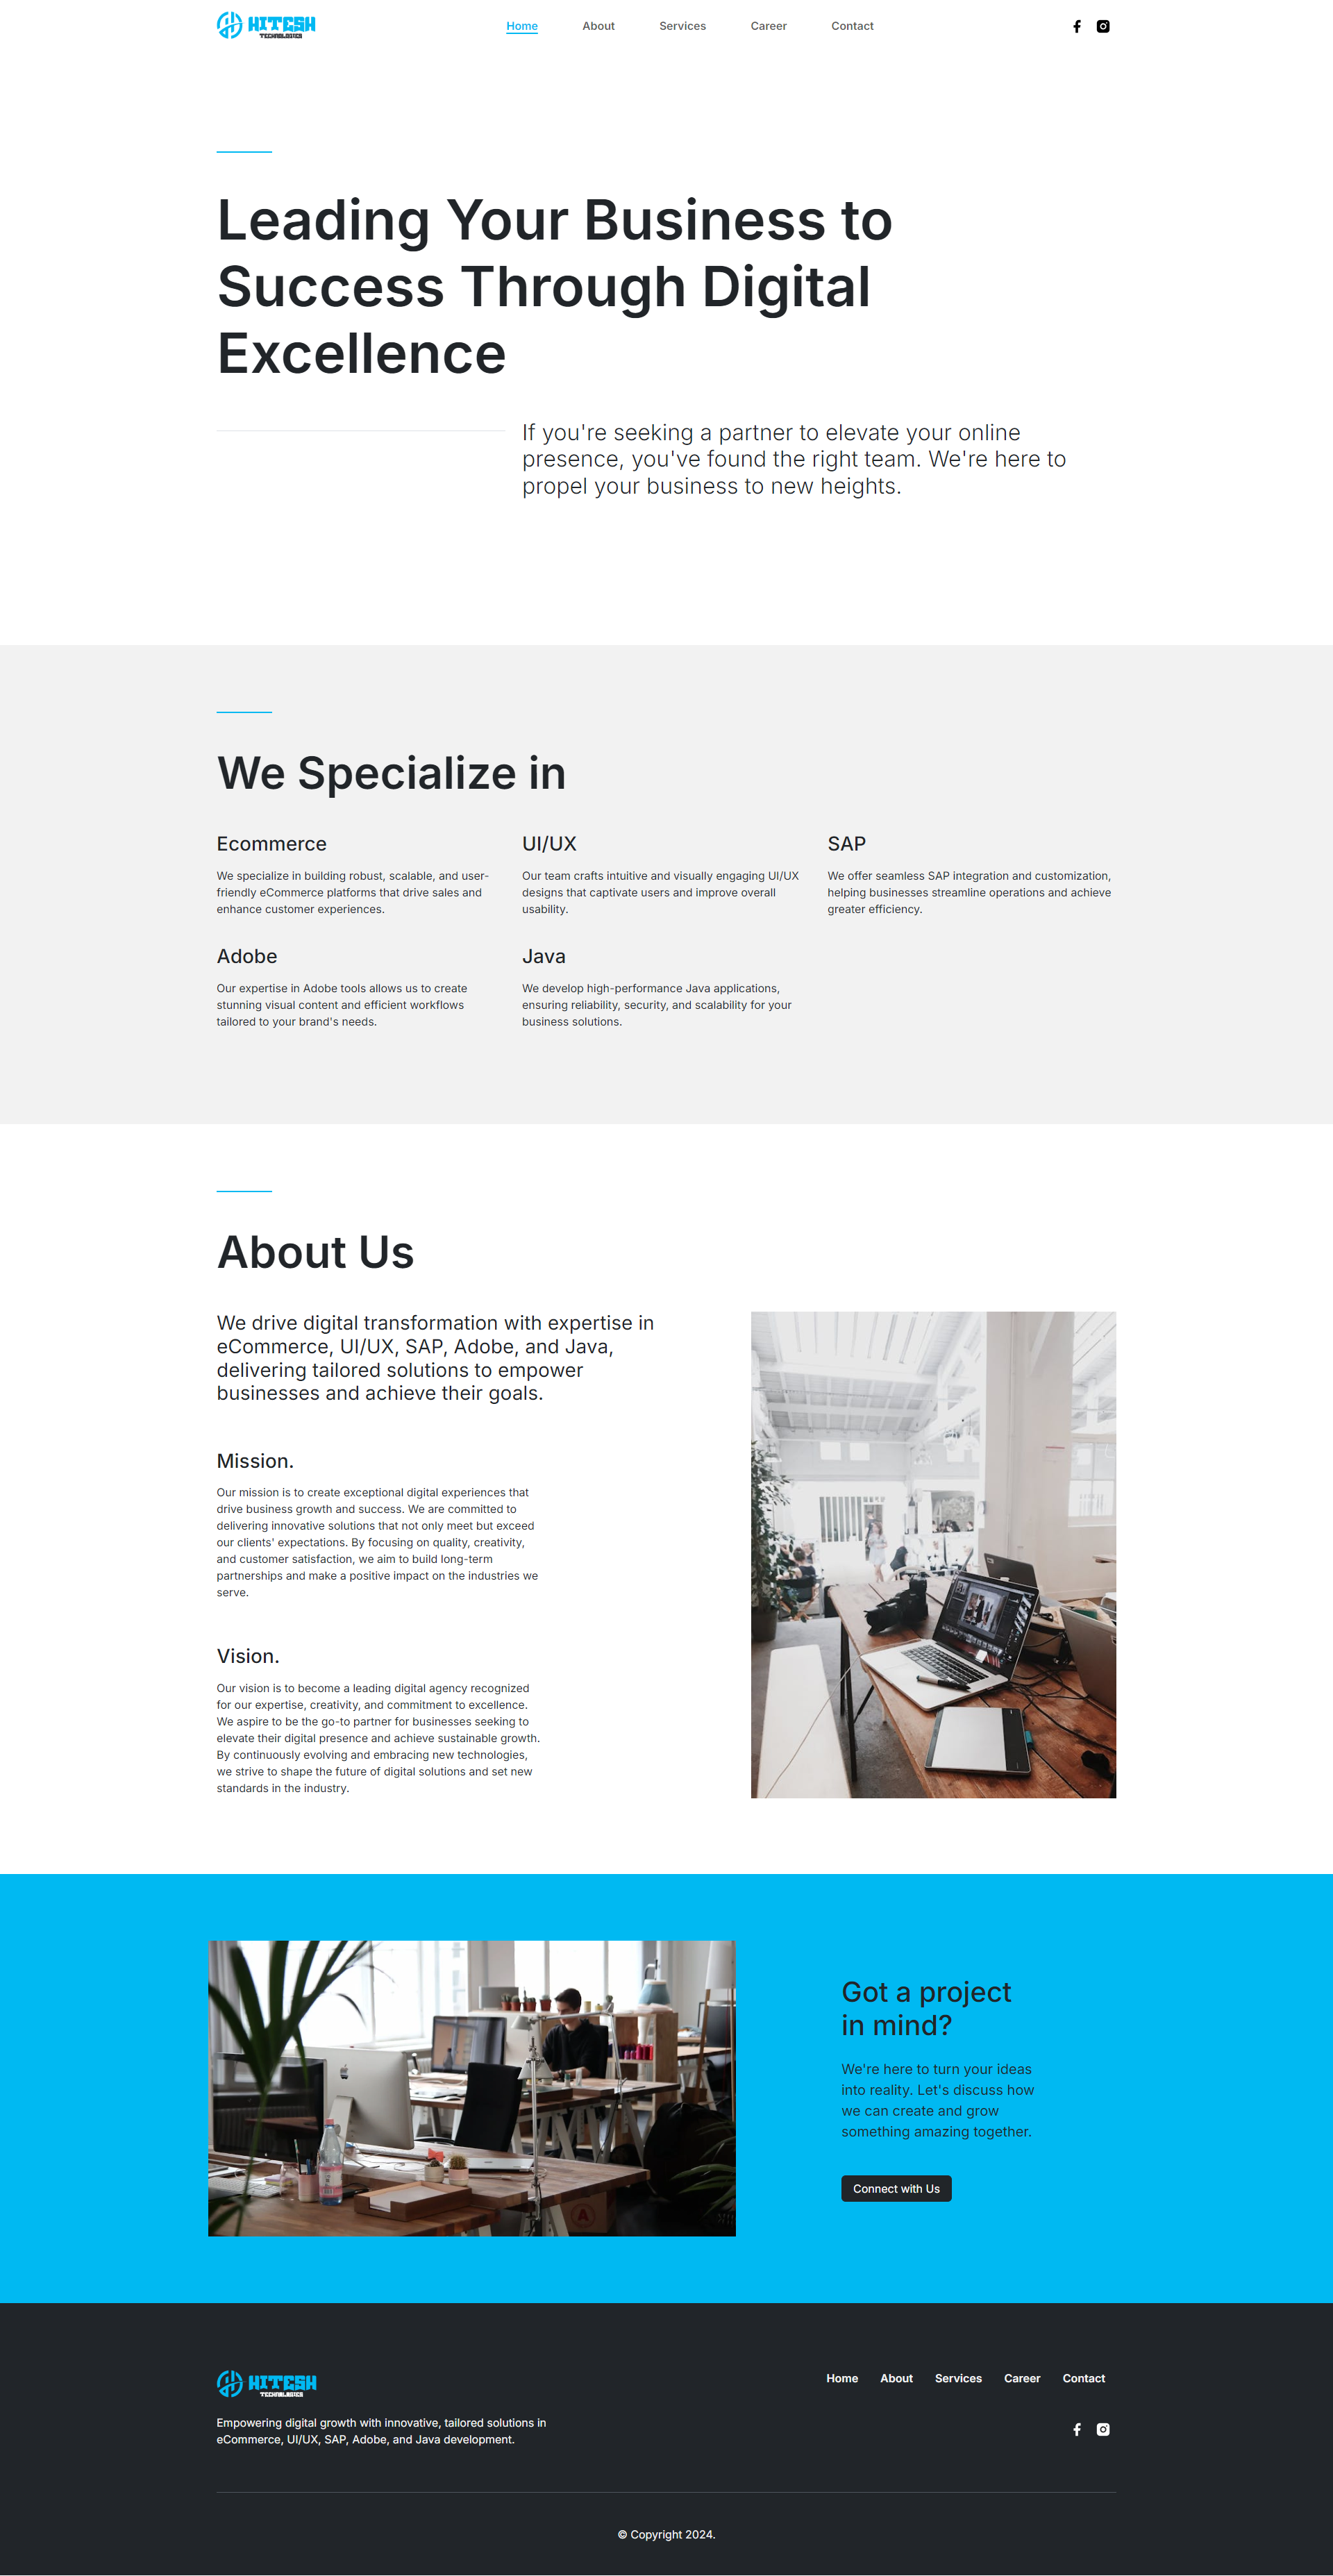 HITESH
TECHNOLOGIES
Home About Services Career Contact
Leading Your Business to
Success Through Digital
Excellence
If you're seeking a partner to elevate your online
presence, you've found the right team. We're here to
propel your business to new heights.
We Specialize in
Ecommerce
We specialize in building robust, scalable, and user-
friendly eCommerce platforms that drive sales and
enhance customer experiences.
UI/UX
Our team crafts intuitive and visually engaging UI/UX
designs that captivate users and improve overall
usability.
SAP
We offer seamless SAP integration and customization,
helping businesses streamline operations and achieve
greater efficiency.
Adobe
Our expertise in Adobe tools allows us to create
stunning visual content and efficient workflows
tailored to your brand's needs.
Java
We develop high-performance Java applications,
ensuring reliability, security, and scalability for your
business solutions.
About Us
We drive digital transformation with expertise in
eCommerce, UI/UX, SAP, Adobe, and Java,
delivering tailored solutions to empower
businesses and achieve their goals.
Mission.
Our mission is to create exceptional digital experiences that
drive business growth and success. We are committed to
delivering innovative solutions that not only meet but exceed
our clients' expectations. By focusing on quality, creativity,
and customer satisfaction, we aim to build long-term
partnerships and make a positive impact on the industries we
serve.
Vision.
Our vision is to become a leading digital agency recognized
for our expertise, creativity, and commitment to excellence.
We aspire to be the go-to partner for businesses seeking to
elevate their digital presence and achieve sustainable growth.
By continuously evolving and embracing new technologies,
we strive to shape the future of digital solutions and set new
standards in the industry.
Got a project
in mind?
We're here to turn your ideas
into reality. Let's discuss how
we can create and grow
something amazing together.
Connect with Us
HITESH
TECHNOLOGIES
Empowering digital growth with innovative, tailored solutions in
eCommerce, UI/UX, SAP, Adobe, and Java development.
Home About Services Career Contact
© Copyright 2024.